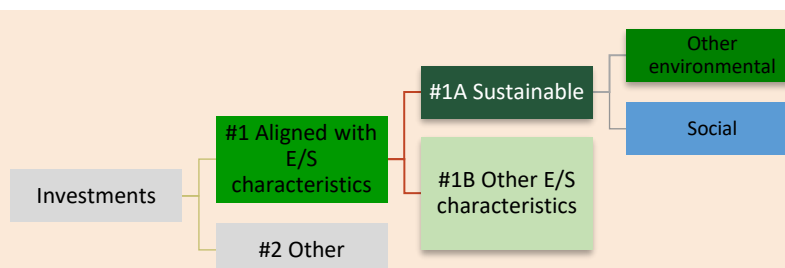 Other
environmental
#1A Sustainable
#1 Aligned with
E/S
characteristics
Social
#1B Other E/S
characteristics
Investments
#2 Other